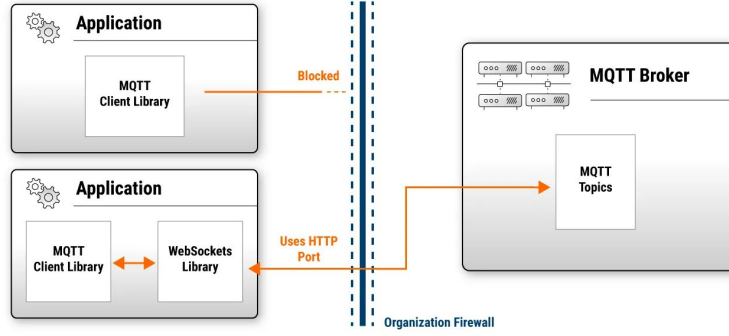 Application
MQTT
Client Library
Blocked
MQTT Broker
MQTT
Topics
Application
MQTT
Client Library
WebSockets
Library
Uses HTTP
Port
Organization Firewall